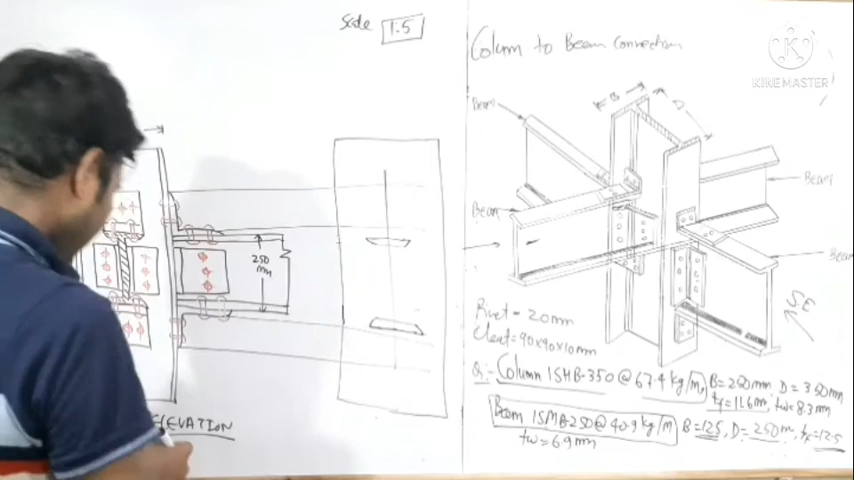 Scale 1:5
Column to Beam Connection
KINEMASTER
B
D
Beam
Beam
Beam
Beam
250
mm
SE
Rivet = 20mm
Cleat = 90x90x10mm
Q:- Column ISHB-350 @ 67.4 kg/m, B=250mm D=350mm
tf=11.6m, tw=8.3mm
Beam ISMB-250 @ 40.9 kg/m B=125, D=250m, tf=12.5
tw=6.9mm
ELEVATION